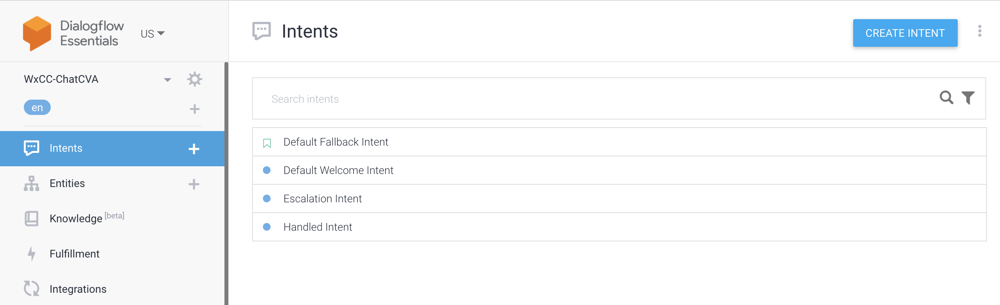 Dialogflow
Essentials
US
WxCC-ChatCVA
en
Intents
Entities
Knowledge [beta]
Fulfillment
Integrations
Intents
CREATE INTENT
Search intents
Default Fallback Intent
Default Welcome Intent
Escalation Intent
Handled Intent